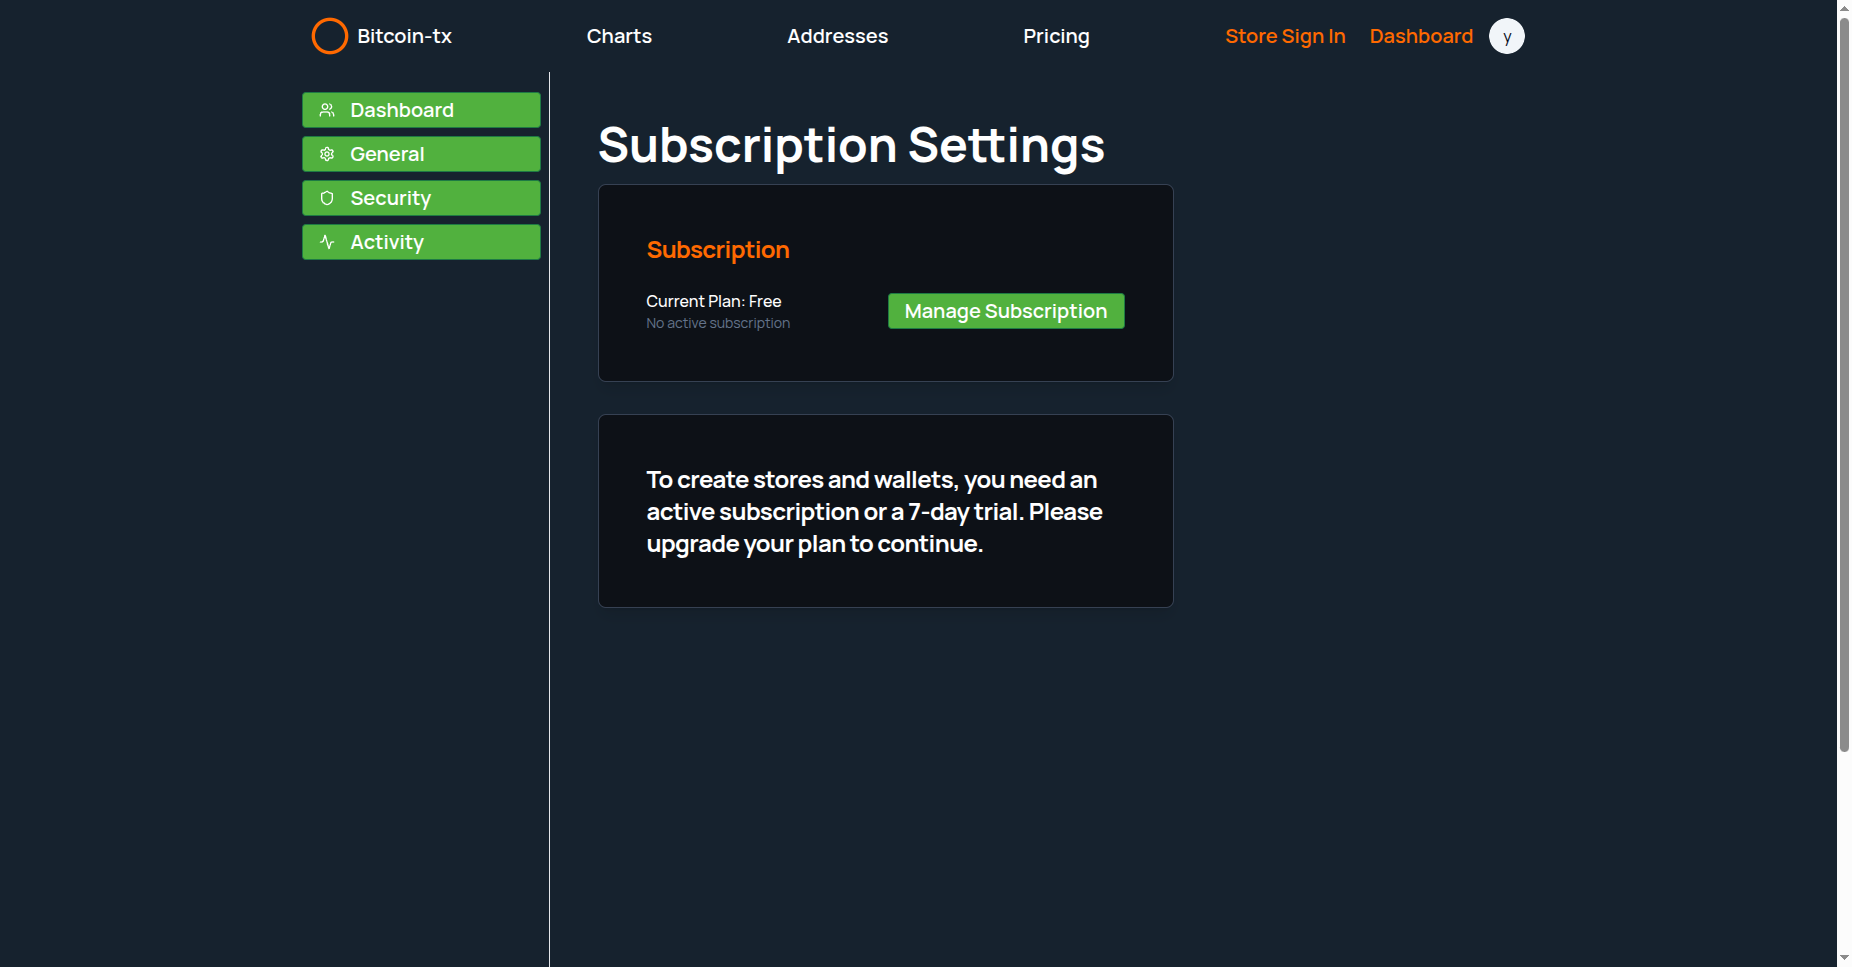 Bitcoin-tx
Charts
Addresses
Pricing
Store Sign In
Dashboard
y
Dashboard
General
Security
Activity
Subscription Settings
Subscription
Current Plan: Free
No active subscription
Manage Subscription
To create stores and wallets, you need an
active subscription or a 7-day trial. Please
upgrade your plan to continue.